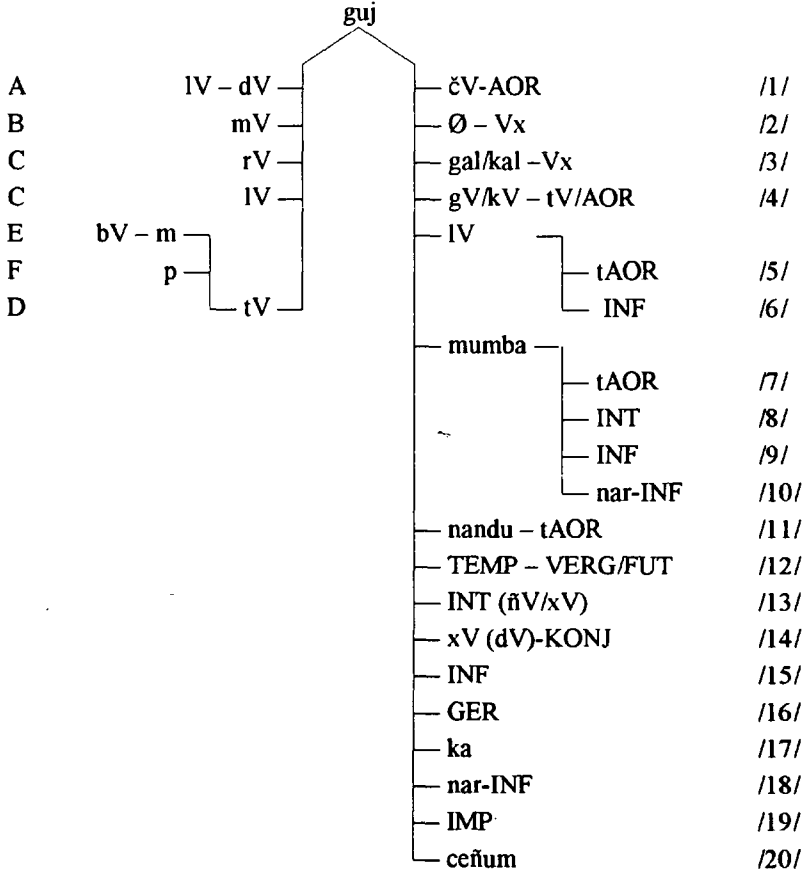 guj
A lV – dV čV-AOR /1/
B mV Ø – Vx /2/
C rV gal/kal –Vx /3/
C lV gV/kV – tV/AOR /4/
E bV – m lV
F p tAOR /5/
D tV INF /6/
mumba
tAOR /7/
INT /8/
INF /9/
nar-INF /10/
nandu – tAOR /11/
TEMP – VERG/FUT /12/
INT (ñV/xV) /13/
xV (dV)-KONJ /14/
INF /15/
GER /16/
ka /17/
nar-INF /18/
IMP /19/
ceñum /20/